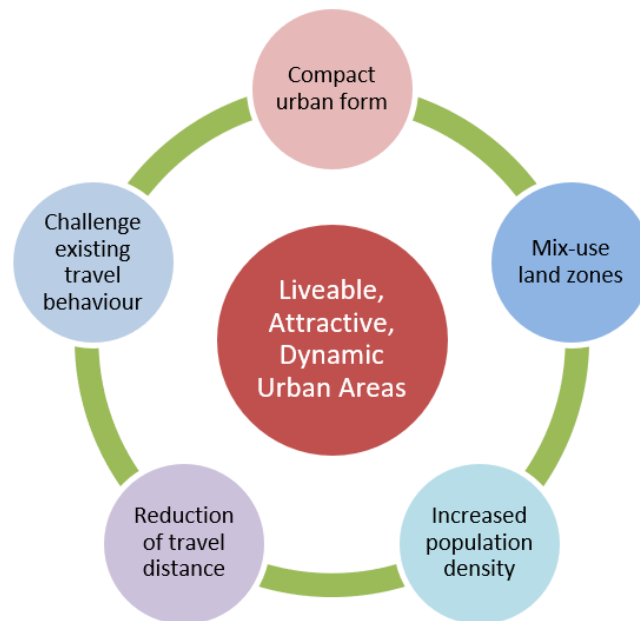 Compact
urban form
Mix-use
land zones
Increased
population
density
Reduction
of travel
distance
Challenge
existing
travel
behaviour
Liveable,
Attractive,
Dynamic
Urban Areas